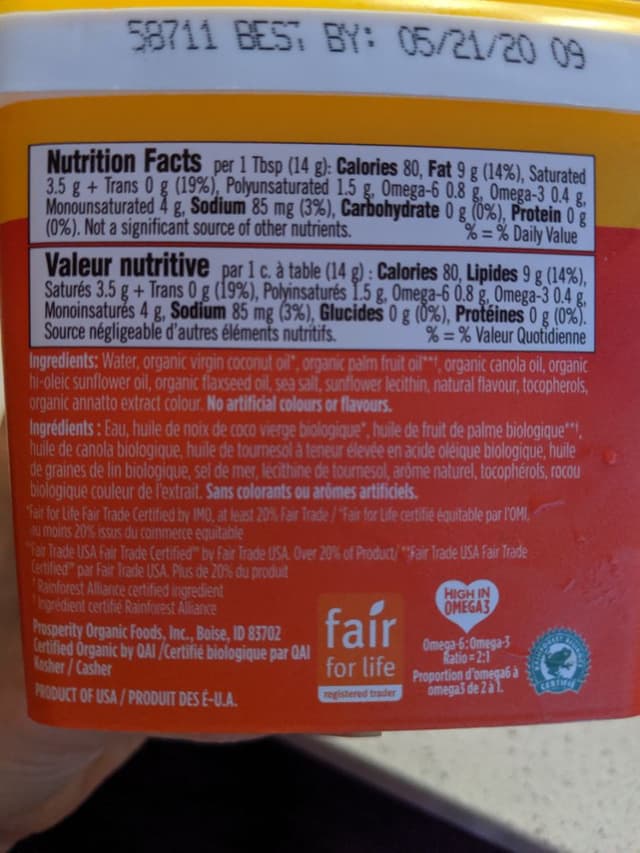 58711 BEST BY: 05/21/20 09
Nutrition Facts per 1 Tbsp (14 g): Calories 80, Fat 9 g (14%), Saturated
3.5 g + Trans 0 g (19%), Polyunsaturated 1.5 g, Omega-6 0.8 g, Omega-3 0.4 g,
Monounsaturated 4 g, Sodium 85 mg (3%), Carbohydrate 0 g (0%), Protein 0 g
(0%). Not a significant source of other nutrients. % = % Daily Value
Valeur nutritive par 1 c. à table (14 g) : Calories 80, Lipides 9 g (14%),
Saturés 3.5 g + Trans 0 g (19%), Polyinsaturés 1.5 g, Omega-6 0.8 g, Omega-3 0.4 g,
Monoinsaturés 4 g, Sodium 85 mg (3%), Glucides 0 g (0%), Protéines 0 g (0%).
Source négligeable d'autres éléments nutritifs. % = % Valeur Quotidienne
Ingredients: Water, organic virgin coconut oil*, organic palm fruit oil**†, organic canola oil, organic
hi-oleic sunflower oil, organic flaxseed oil, sea salt, sunflower lecithin, natural flavour, tocopherols,
organic annatto extract colour. No artificial colours or flavours.
Ingrédients : Eau, huile de noix de coco vierge biologique*, huile de fruit de palme biologique**†,
huile de canola biologique, huile de tournesol à teneur élevée en acide oléique biologique, huile
de graines de lin biologique, sel de mer, lécithine de tournesol, arôme naturel, tocophérols, rocou
biologique couleur de l'extrait. Sans colorants ou arômes artificiels.
*Fair for Life Fair Trade Certified by IMO, at least 20% Fair Trade / *Fair for Life certifié équitable par l'OMI,
au moins 20% issus du commerce equitable
**Fair Trade USA Fair Trade Certified™ by Fair Trade USA. Over 20% of Product/ **Fair Trade USA Fair Trade
Certified™ par Fair Trade USA. Plus de 20% du produit
†Rainforest Alliance certified ingredient
†Ingrédient certifié Rainforest Alliance
Prosperity Organic Foods, Inc., Boise, ID 83702
Certified Organic by QAI /Certifié biologique par QAI
Kosher / Casher
PRODUCT OF USA / PRODUIT DES É-U.A.
fair
for life
registered trader
HIGH IN
OMEGA 3
Omega-6:Omega-3
Ratio = 2:1
Proportion d'omega6 à
omega3 de 2 à 1.